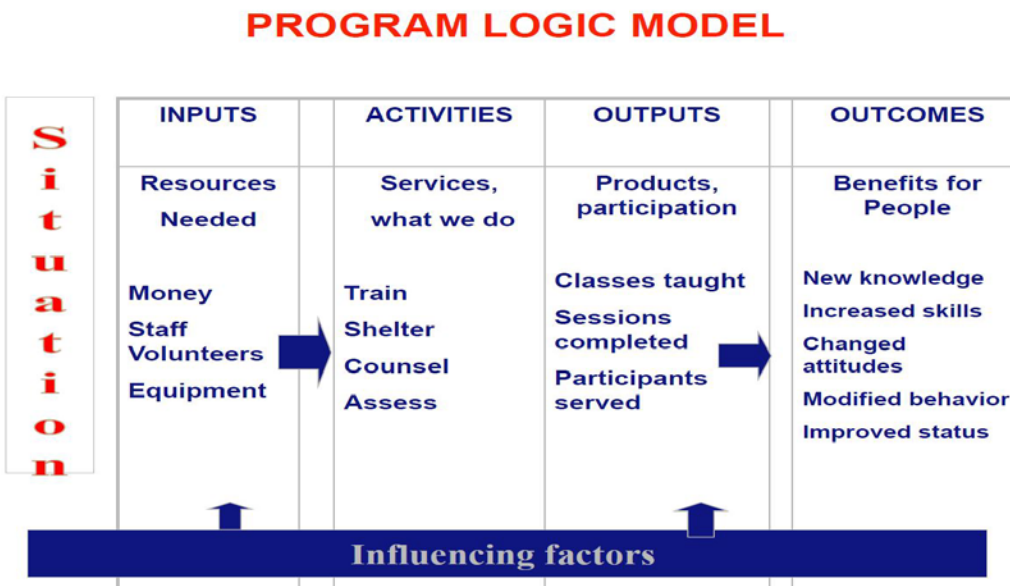 PROGRAM LOGIC MODEL
Situation
INPUTS
Resources
Needed
Money
Staff
Volunteers
Equipment
ACTIVITIES
Services,
what we do
Train
Shelter
Counsel
Assess
OUTPUTS
Products,
participation
Classes taught
Sessions
completed
Participants
served
OUTCOMES
Benefits for
People
New knowledge
Increased skills
Changed
attitudes
Modified behavior
Improved status
Influencing factors